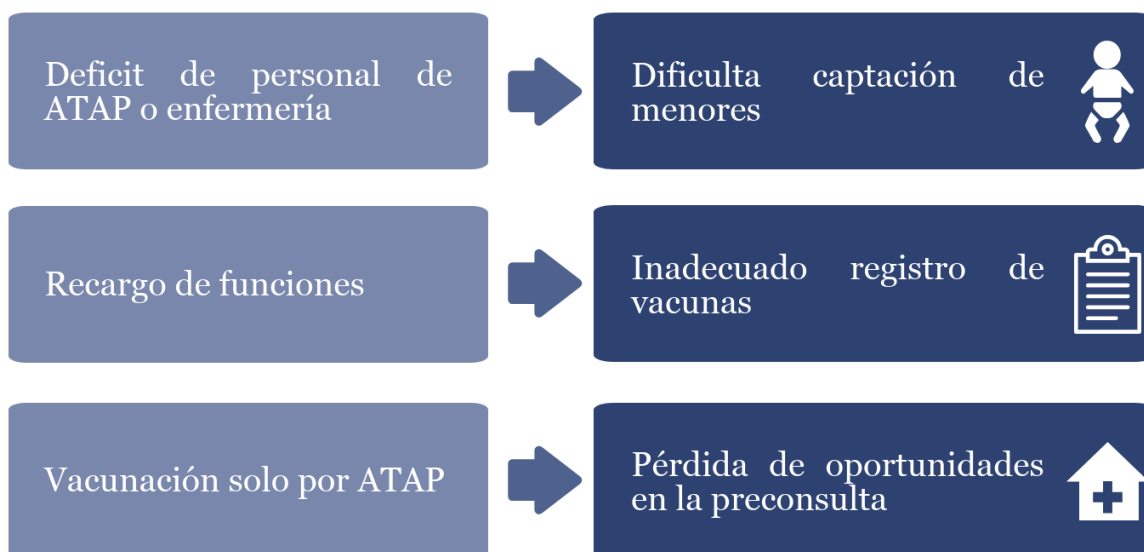 Deficit de personal de
ATAP o enfermería
Dificulta captación de
menores
Recargo de funciones
Inadecuado registro de
vacunas
Vacunación solo por ATAP
Pérdida de oportunidades
en la preconsulta